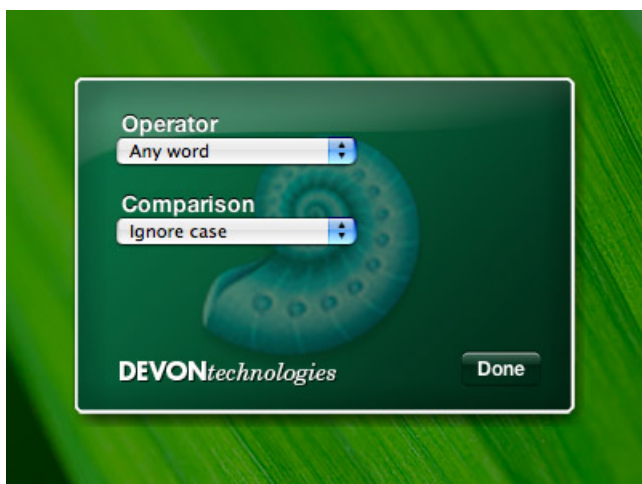 Operator
Any word
Comparison
Ignore case
DEVONtechnologies
Done